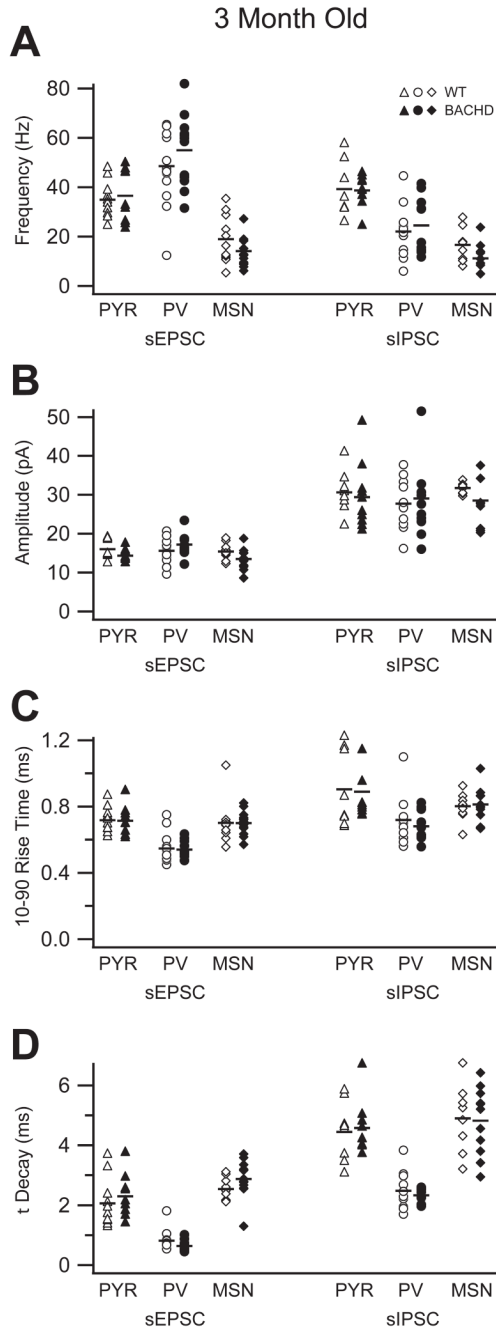 3 Month Old
A
Frequency (Hz)
80
60
40
20
0
WT
BACHD
PYR PV MSN PYR PV MSN
sEPSC sIPSC
B
Amplitude (pA)
50
40
30
20
10
0
PYR PV MSN PYR PV MSN
sEPSC sIPSC
C
10-90 Rise Time (ms)
1.2
0.8
0.4
0.0
PYR PV MSN PYR PV MSN
sEPSC sIPSC
D
t Decay (ms)
6
4
2
0
PYR PV MSN PYR PV MSN
sEPSC sIPSC